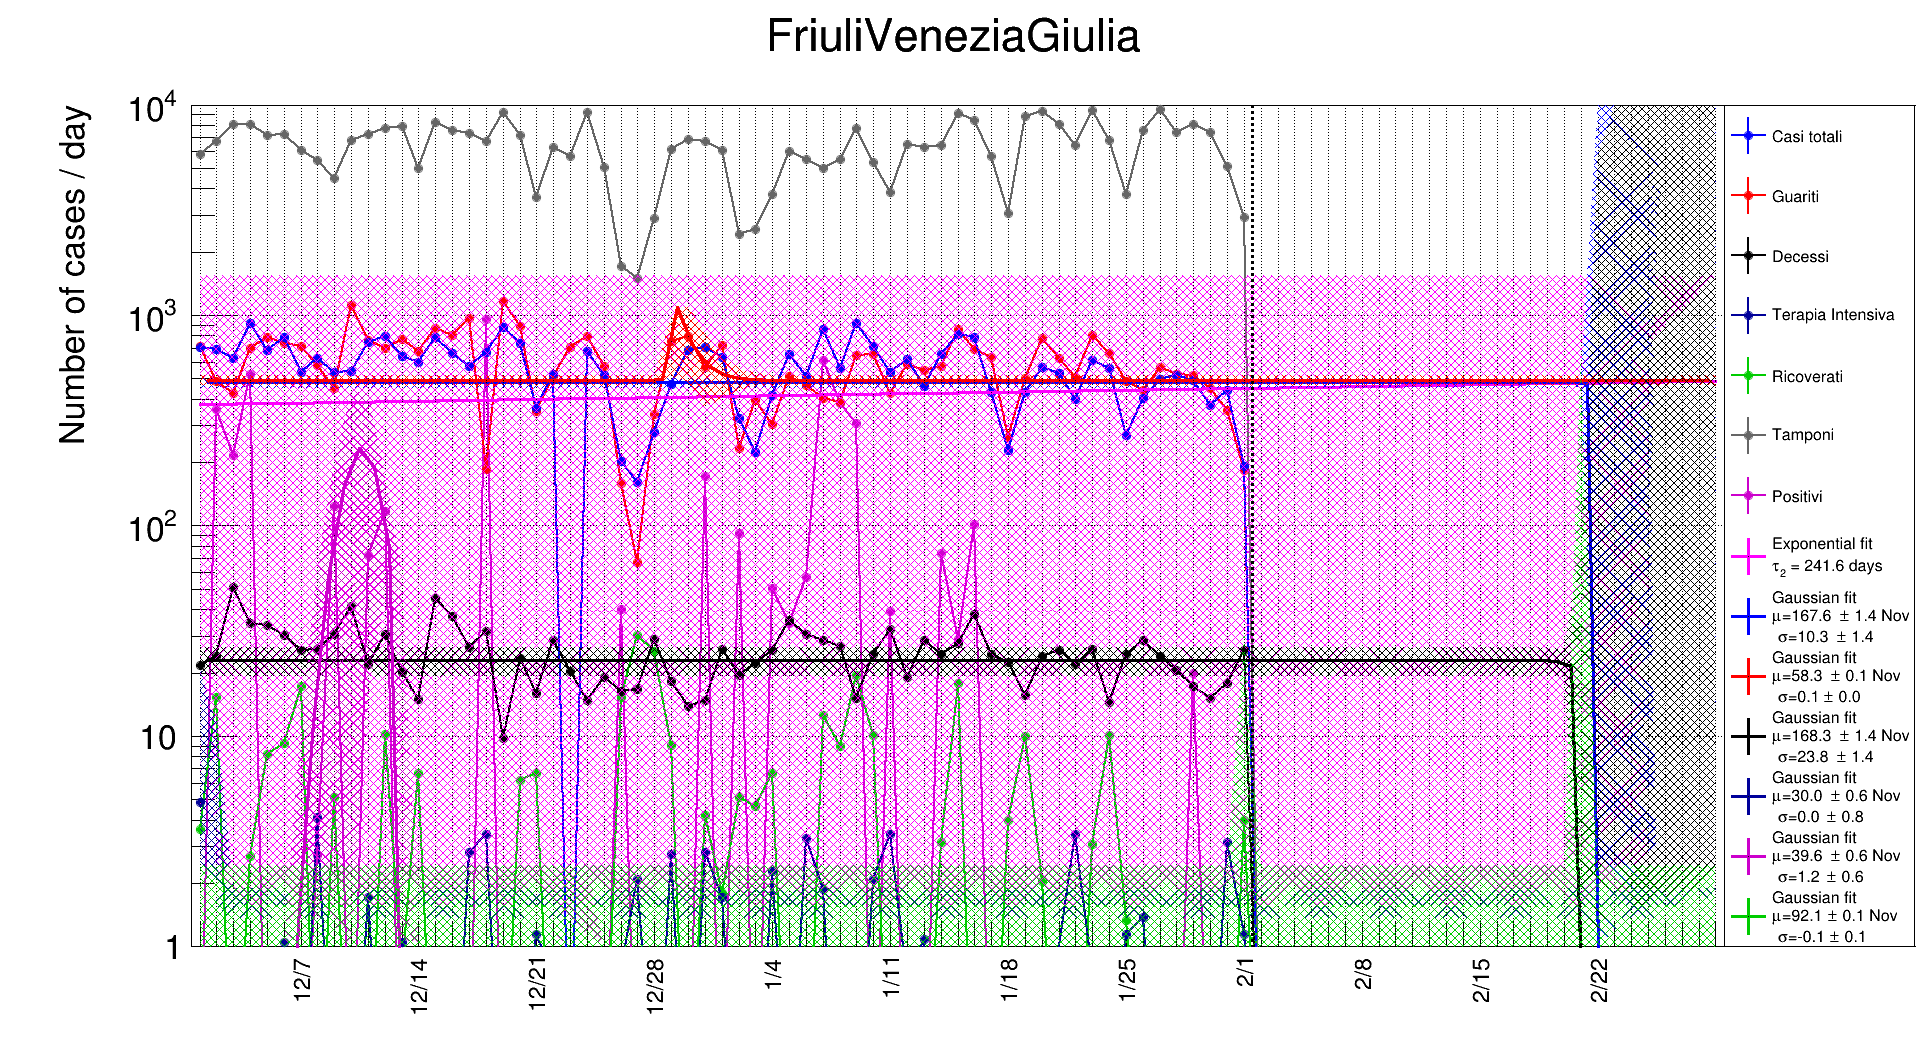 FriuliVeneziaGiulia
Number of cases / day
10^4
10^3
10^2
10
1
12/7
12/14
12/21
12/28
1/4
1/11
1/18
1/25
2/1
2/8
2/15
2/22
Casi totali
Guariti
Decessi
Terapia Intensiva
Ricoverati
Tamponi
Positivi
Exponential fit
τ_2 = 241.6 days
Gaussian fit
μ=167.6 ± 1.4 Nov
σ=10.3 ± 1.4
Gaussian fit
μ=58.3 ± 0.1 Nov
σ=0.1 ± 0.0
Gaussian fit
μ=168.3 ± 1.4 Nov
σ=23.8 ± 1.4
Gaussian fit
μ=30.0 ± 0.6 Nov
σ=0.0 ± 0.8
Gaussian fit
μ=39.6 ± 0.6 Nov
σ=1.2 ± 0.6
Gaussian fit
μ=92.1 ± 0.1 Nov
σ=-0.1 ± 0.1